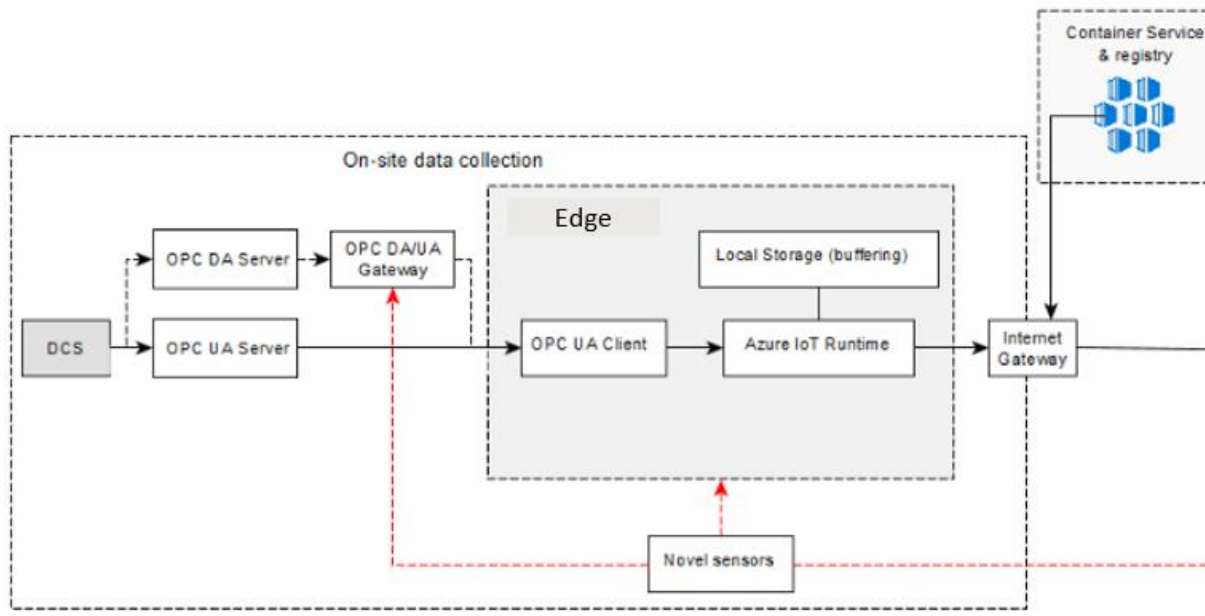 Container Service
& registry
On-site data collection
Edge
OPC DA Server
OPC DA/UA
Gateway
Local Storage (buffering)
DCS
OPC UA Server
OPC UA Client
Azure IoT Runtime
Internet
Gateway
Novel sensors